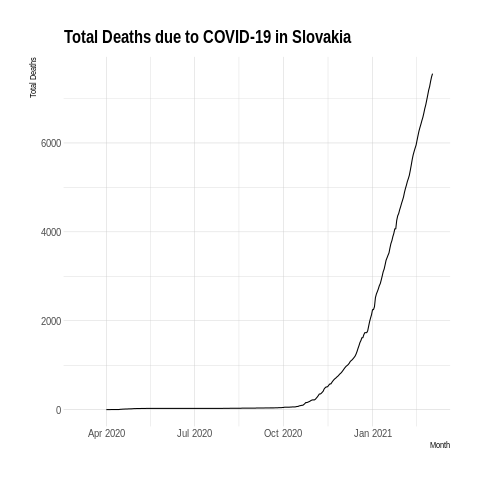 Total Deaths due to COVID-19 in Slovakia
Total Deaths
6000
4000
2000
0
Apr 2020 Jul 2020 Oct 2020 Jan 2021
Month